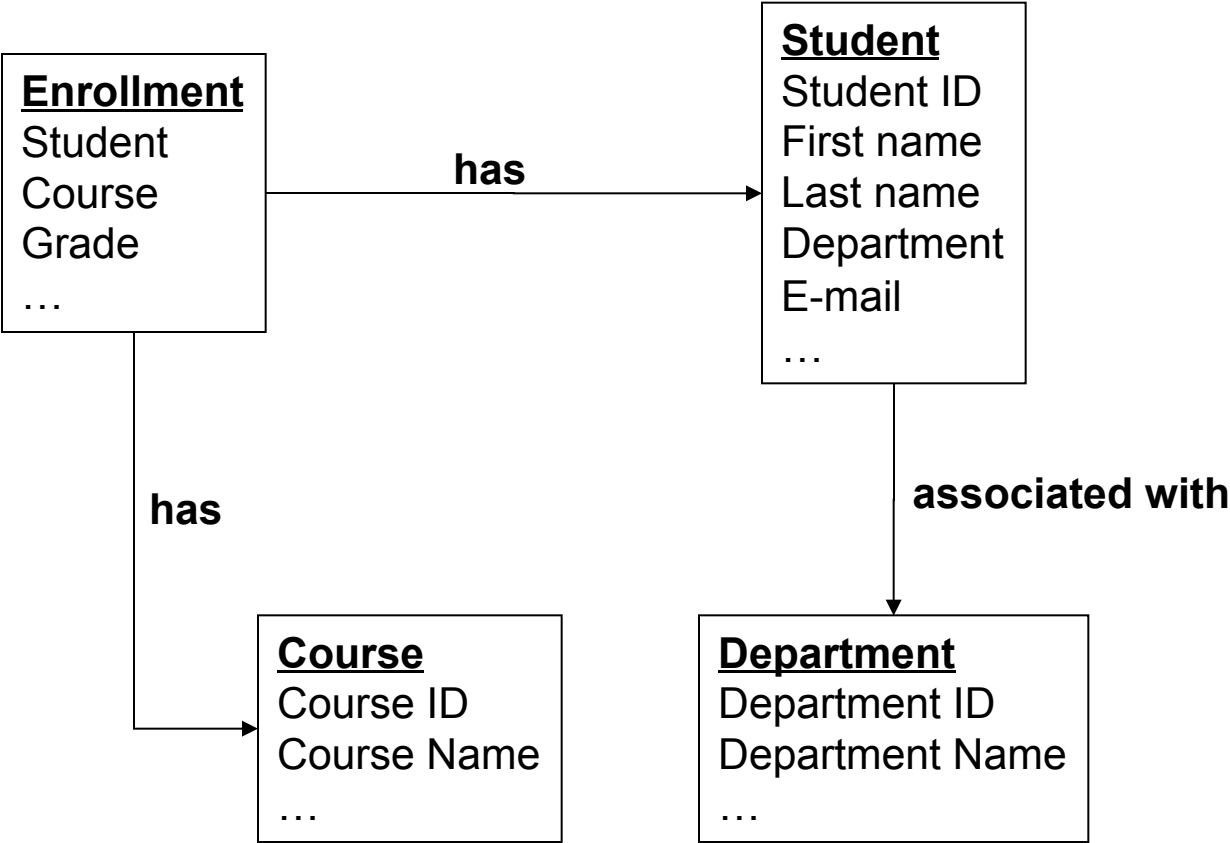 Enrollment
Student
Course
Grade
…
has
Student
Student ID
First name
Last name
Department
E-mail
…
has
associated with
Course
Course ID
Course Name
…
Department
Department ID
Department Name
…